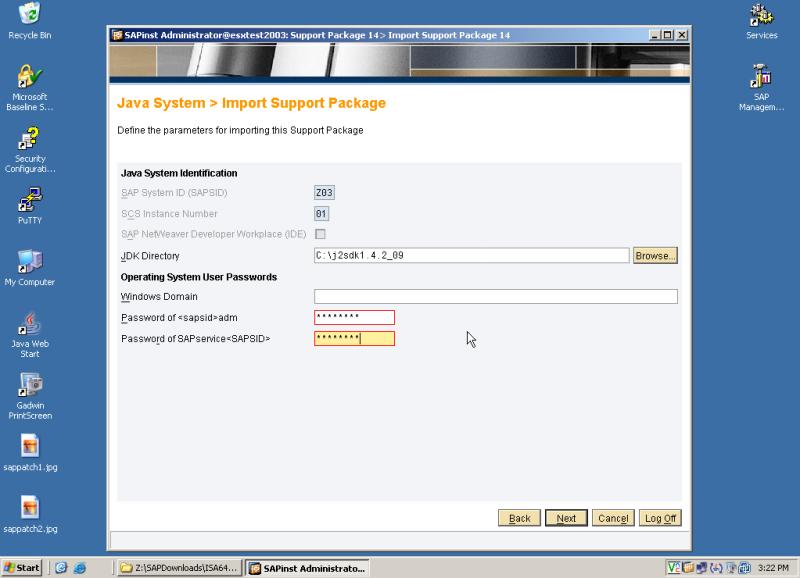 Recycle Bin
Microsoft
Baseline S...
Security
Configurati...
PuTTY
My Computer
Java Web
Start
Gadwin
PrintScreen
sappatch1.jpg
sappatch2.jpg
SAPinst Administrator@esxtest2003: Support Package 14> Import Support Package 14
Java System > Import Support Package
Define the parameters for importing this Support Package
Java System Identification
SAP System ID (SAPSID) Z03
SCS Instance Number 01
SAP NetWeaver Developer Workplace (IDE)
JDK Directory C:\j2sdk1.4.2_09 Browse...
Operating System User Passwords
Windows Domain
Password of <sapsid>adm ********
Password of SAPservice<SAPSID> ********
Back Next Cancel Log Off
Services
SAP
Managem...
Start Z:\SAPDownloads\ISA64... SAPinst Administrato... 3:22 PM